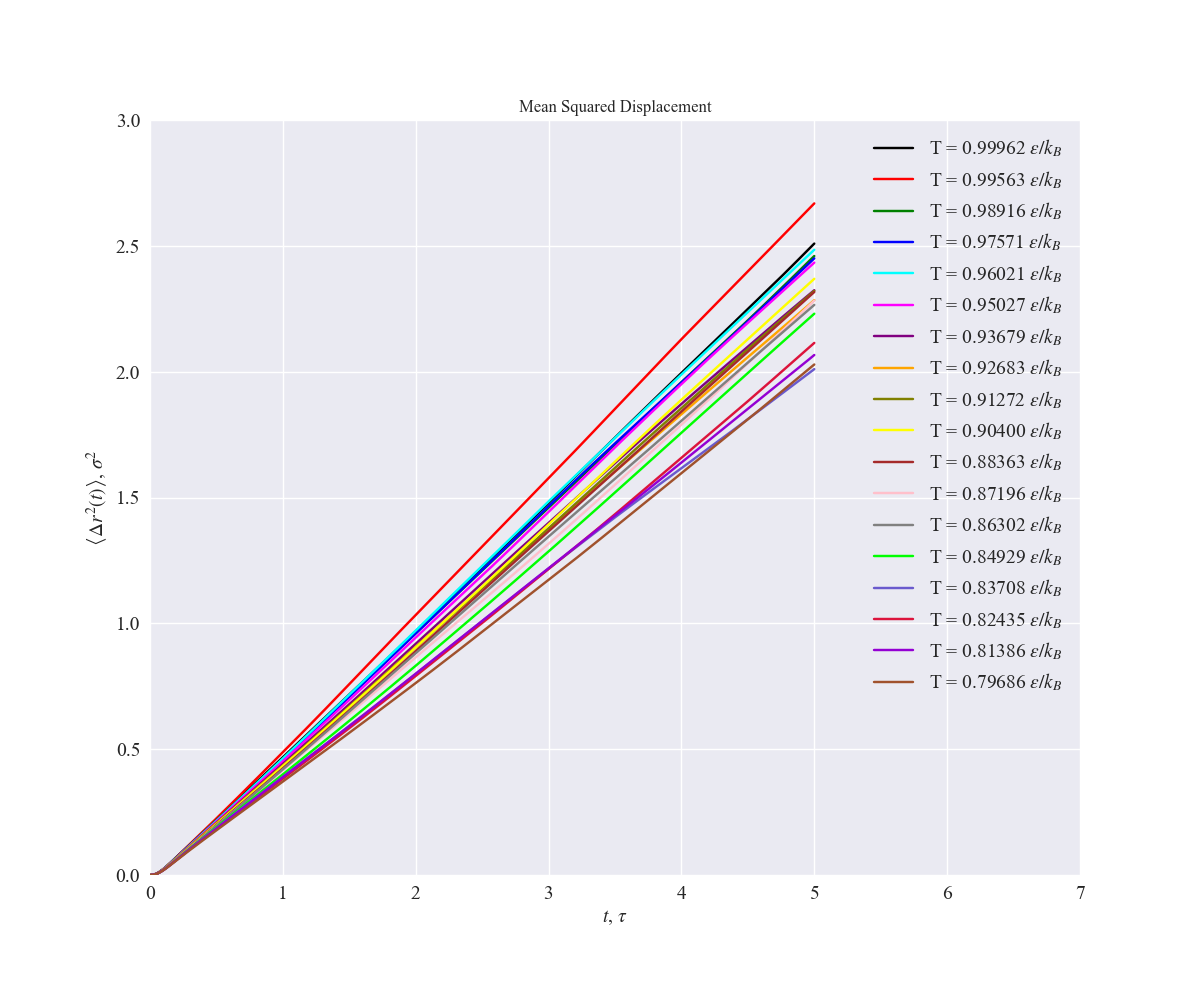 Mean Squared Displacement
3.0
2.5
2.0
1.5
1.0
0.5
0.0
⟨Δr²(t)⟩, σ²
0 1 2 3 4 5 6 7
t, τ
T = 0.99962 ε/k_B
T = 0.99563 ε/k_B
T = 0.98916 ε/k_B
T = 0.97571 ε/k_B
T = 0.96021 ε/k_B
T = 0.95027 ε/k_B
T = 0.93679 ε/k_B
T = 0.92683 ε/k_B
T = 0.91272 ε/k_B
T = 0.90400 ε/k_B
T = 0.88363 ε/k_B
T = 0.87196 ε/k_B
T = 0.86302 ε/k_B
T = 0.84929 ε/k_B
T = 0.83708 ε/k_B
T = 0.82435 ε/k_B
T = 0.81386 ε/k_B
T = 0.79686 ε/k_B